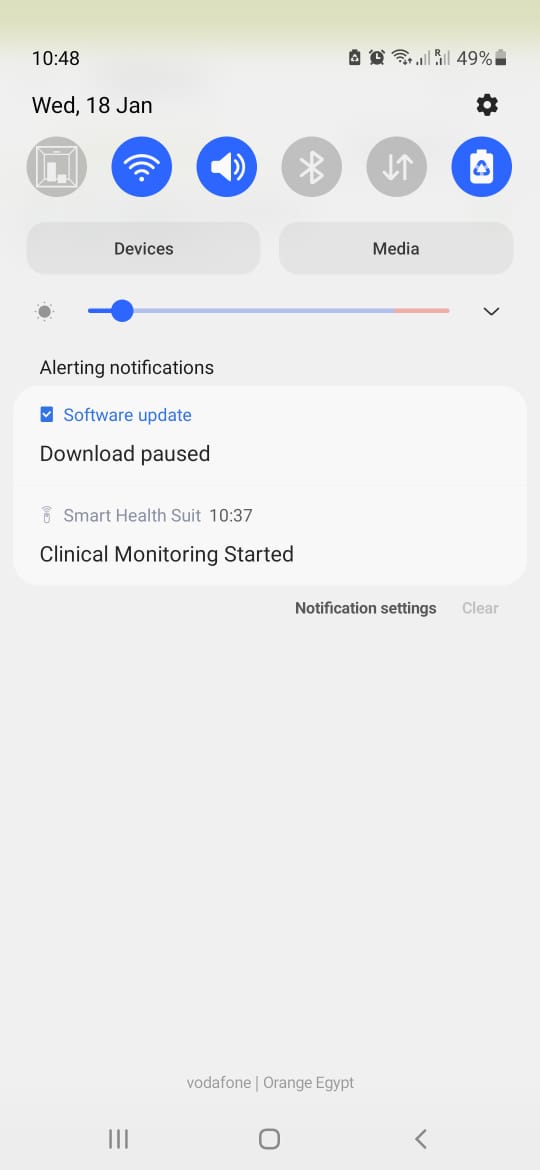 10:48
R
49%
Wed, 18 Jan
Devices
Media
Alerting notifications
Software update
Download paused
Smart Health Suit 10:37
Clinical Monitoring Started
Notification settings Clear
vodafone | Orange Egypt